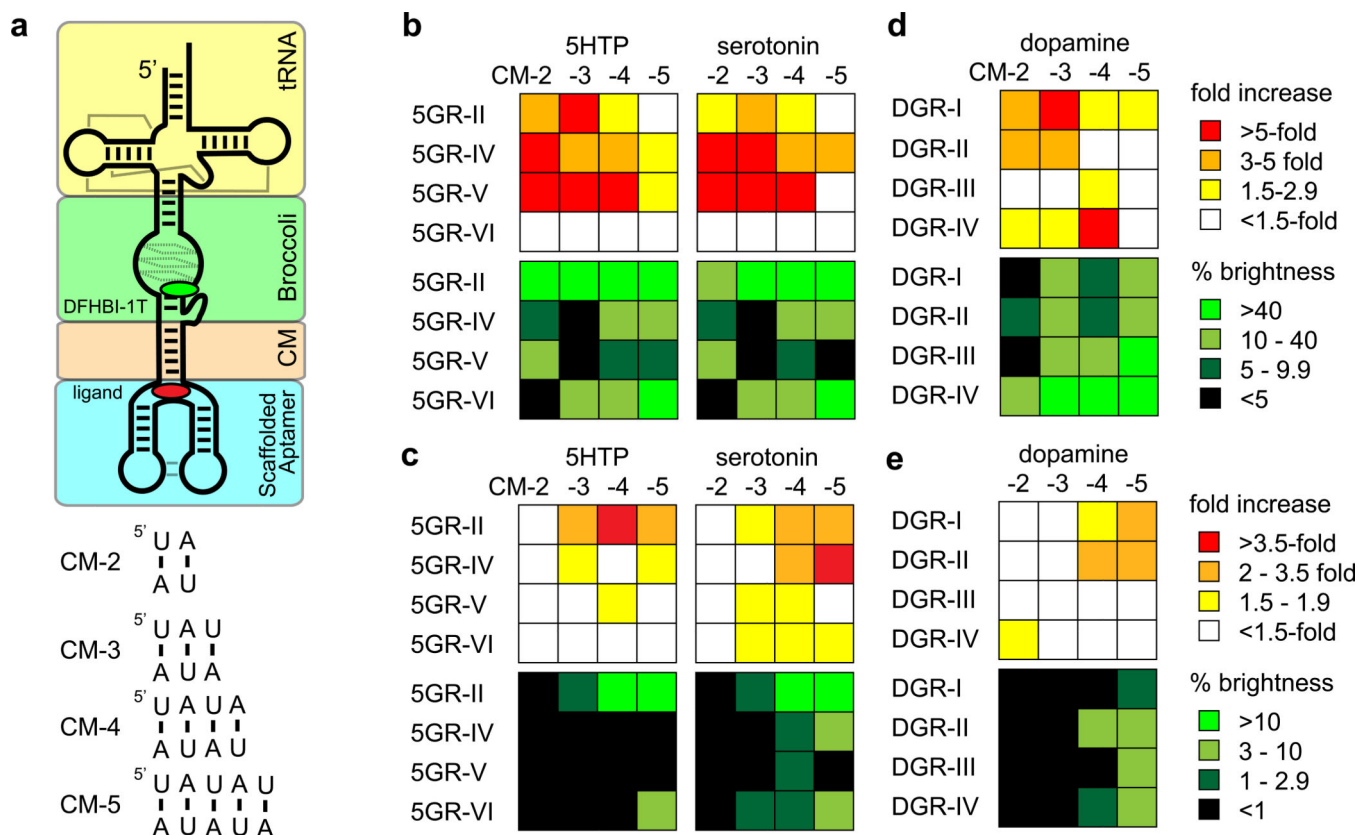 a
tRNA
5’
Broccoli
DFHBI-1T
CM
ligand
Scaffolded
Aptamer
CM-2
5’
U A
A U
CM-3
5’
U A U
A U A
CM-4
5’
U A U A
A U A U
CM-5
5’
U A U A U
A U A U A
b
5HTP serotonin
CM-2 -3 -4 -5 -2 -3 -4 -5
5GR-II
5GR-IV
5GR-V
5GR-VI
5GR-II
5GR-IV
5GR-V
5GR-VI
c
5HTP serotonin
CM-2 -3 -4 -5 -2 -3 -4 -5
5GR-II
5GR-IV
5GR-V
5GR-VI
5GR-II
5GR-IV
5GR-V
5GR-VI
d
dopamine
CM-2 -3 -4 -5
DGR-I
DGR-II
DGR-III
DGR-IV
DGR-I
DGR-II
DGR-III
DGR-IV
fold increase
>5-fold
3-5 fold
1.5-2.9
<1.5-fold
% brightness
>40
10 - 40
5 - 9.9
<5
e
dopamine
-2 -3 -4 -5
DGR-I
DGR-II
DGR-III
DGR-IV
DGR-I
DGR-II
DGR-III
DGR-IV
fold increase
>3.5-fold
2 - 3.5 fold
1.5 - 1.9
<1.5-fold
% brightness
>10
3 - 10
1 - 2.9
<1